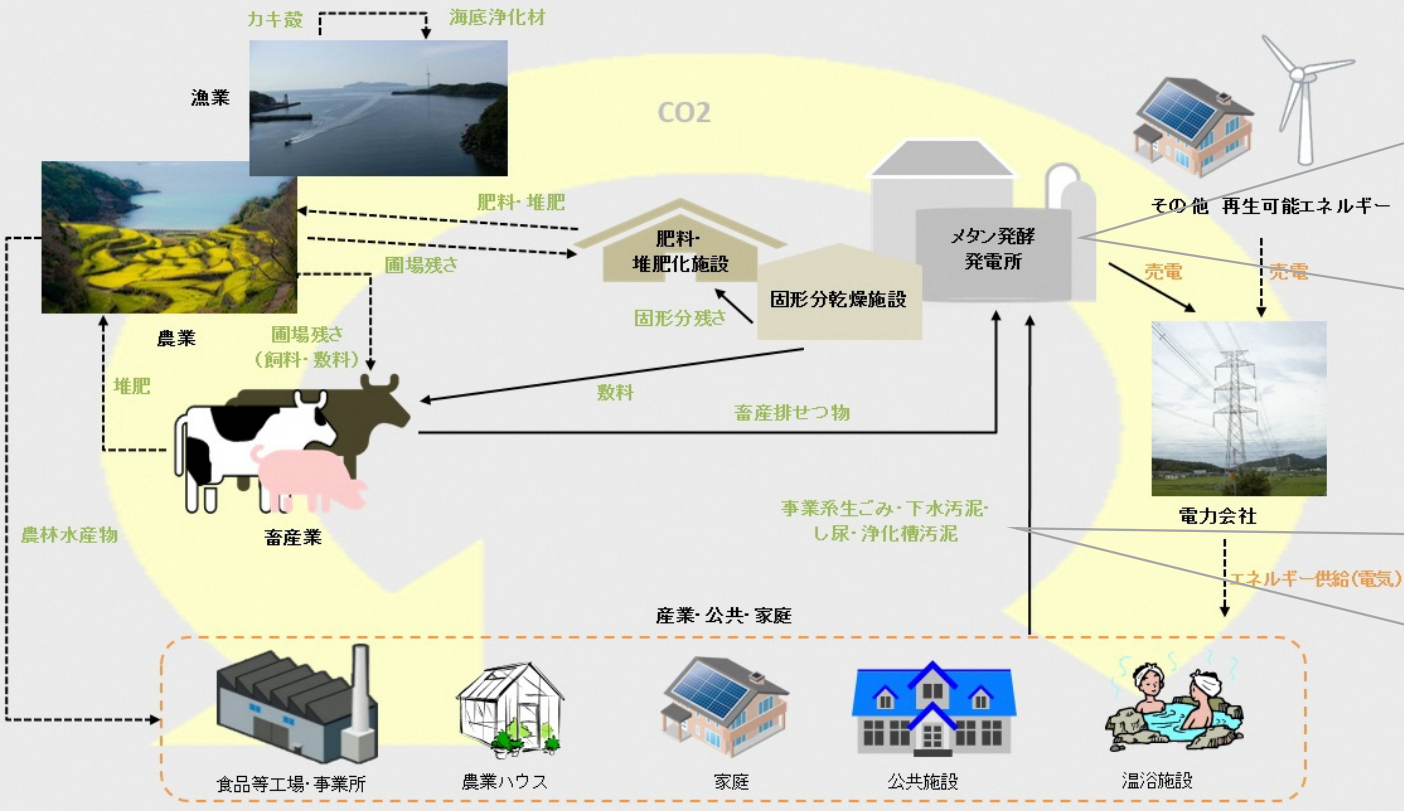 カキ殻
海底浄化材
漁業
CO2
その他 再生可能エネルギー
肥料・堆肥
圃場残さ
肥料・
堆肥化施設
メタン発酵
発電所
固形分乾燥施設
固形分残さ
売電
売電
農業
圃場残さ
(飼料・敷料)
堆肥
敷料
畜産排せつ物
畜産業
農林水産物
事業系生ごみ・下水汚泥・
し尿・浄化槽汚泥
電力会社
エネルギー供給(電気)
産業・公共・家庭
食品等工場・事業所
農業ハウス
家庭
公共施設
温浴施設